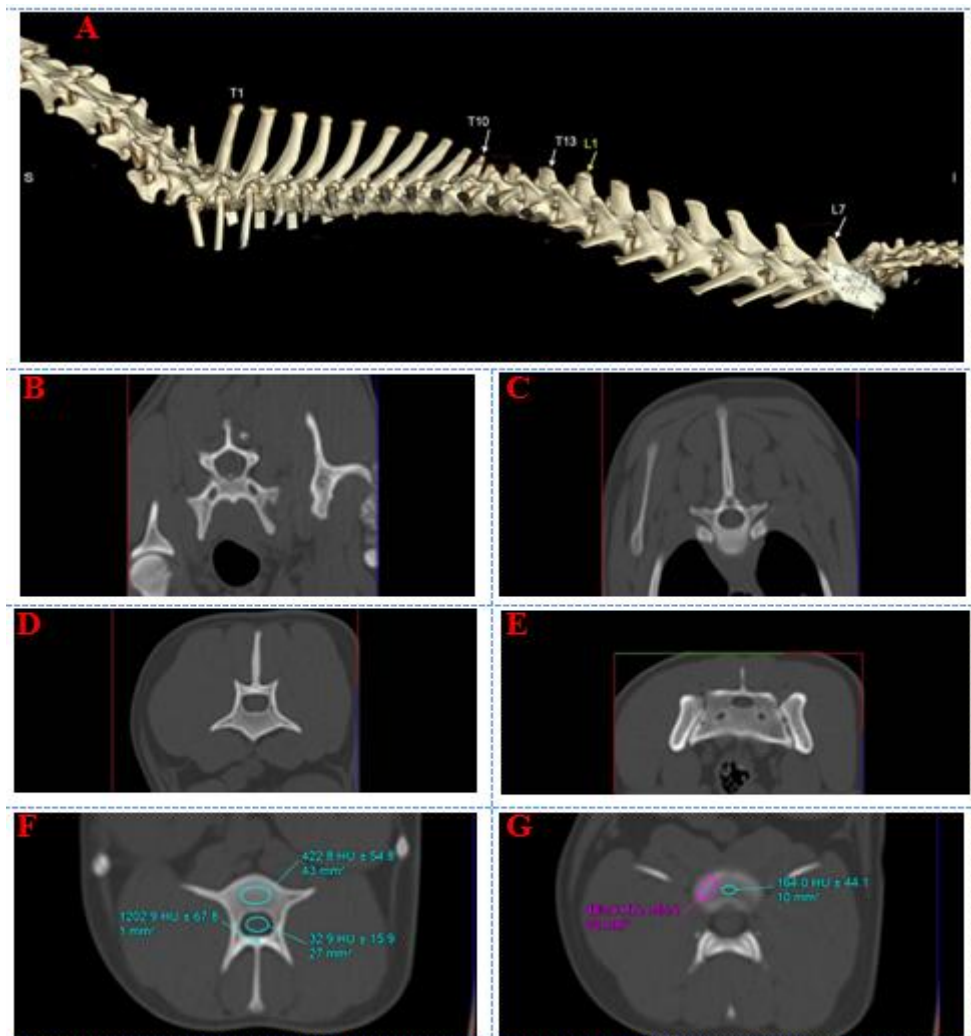 A
T1
T10
T13
L1
S
I
L7
B
C
D
E
F
G
422.8 HU ± 54.8
43 mm²
1202.9 HU ± 67.8
1 mm²
32.9 HU ± 15.9
27 mm²
164.0 HU ± 44.1
10 mm²